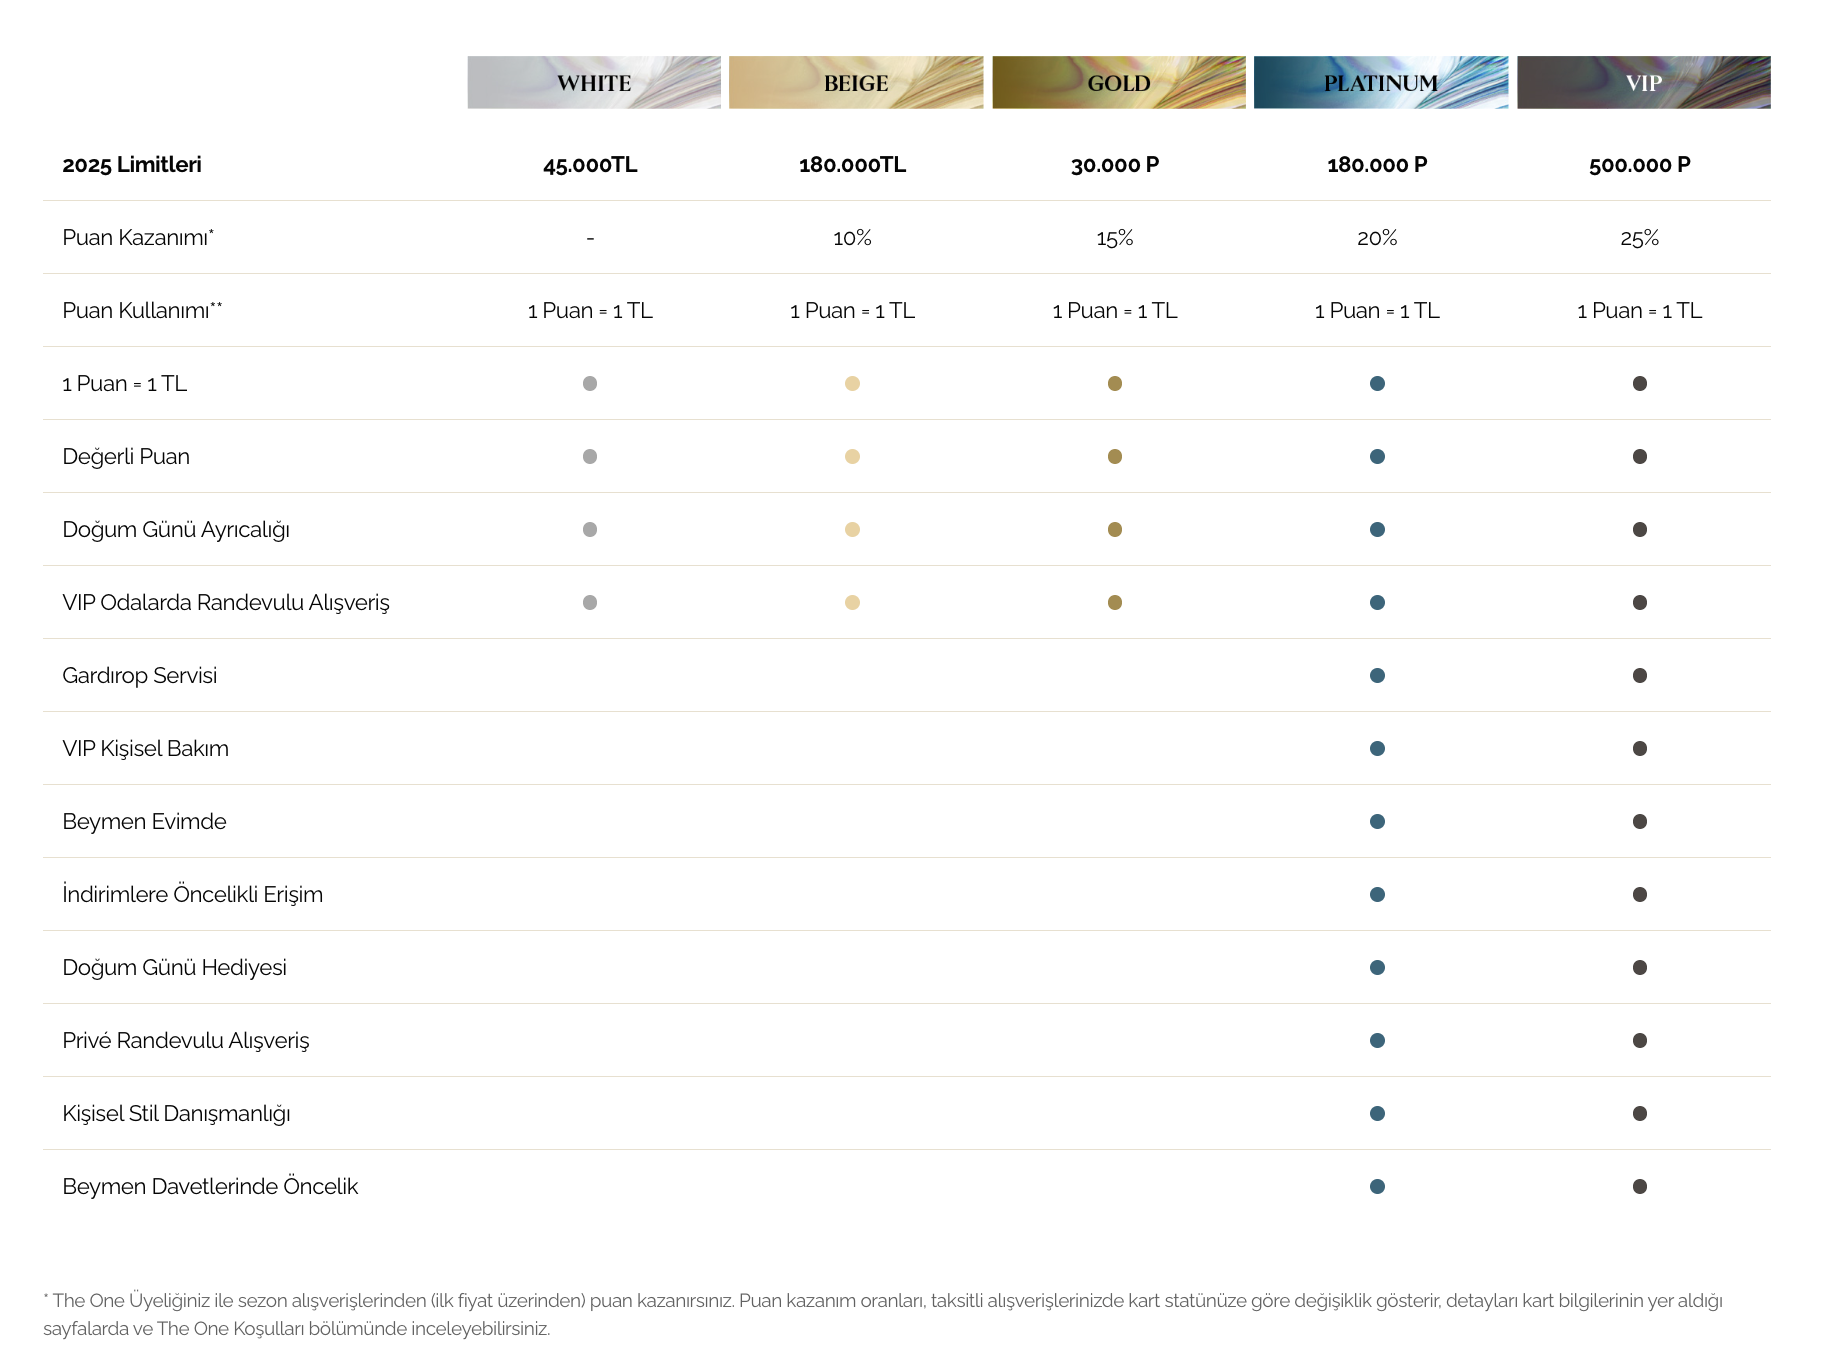 WHITE BEIGE GOLD PLATINUM VIP
2025 Limitleri 45.000TL 180.000TL 30.000 P 180.000 P 500.000 P
Puan Kazanımı* - 10% 15% 20% 25%
Puan Kullanımı** 1 Puan = 1 TL 1 Puan = 1 TL 1 Puan = 1 TL 1 Puan = 1 TL 1 Puan = 1 TL
1 Puan = 1 TL
Değerli Puan
Doğum Günü Ayrıcalığı
VIP Odalarda Randevulu Alışveriş
Gardırop Servisi
VIP Kişisel Bakım
Beymen Evimde
İndirimlere Öncelikli Erişim
Doğum Günü Hediyesi
Privé Randevulu Alışveriş
Kişisel Stil Danışmanlığı
Beymen Davetlerinde Öncelik
* The One Üyeliğiniz ile sezon alışverişlerinden (ilk fiyat üzerinden) puan kazanırsınız. Puan kazanım oranları, taksitli alışverişlerinizde kart statünüze göre değişiklik gösterir, detayları kart bilgilerinin yer aldığı
sayfalarda ve The One Koşulları bölümünde inceleyebilirsiniz.